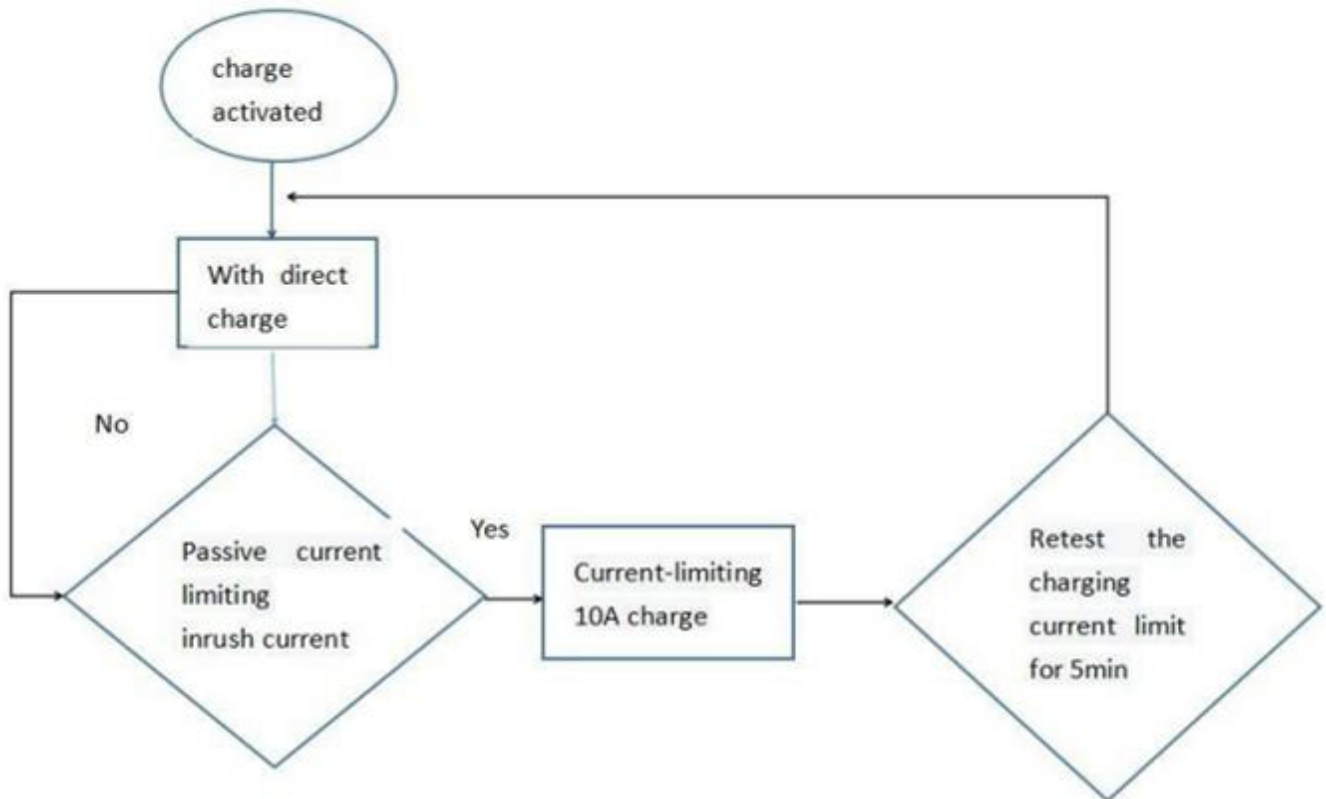 charge
activated
With direct
charge
No
Passive current
limiting
inrush current
Yes
Current-limiting
10A charge
Retest the
charging
current limit
for 5min